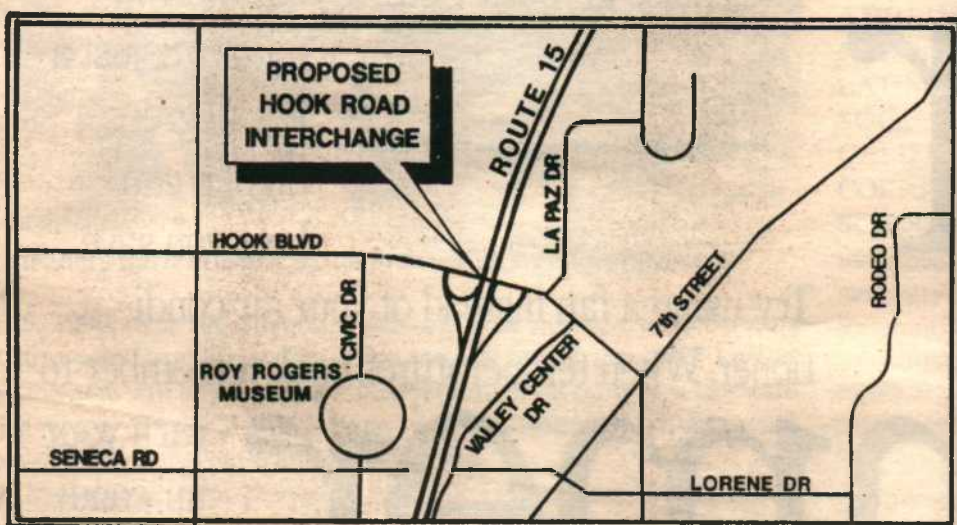 PROPOSED
HOOK ROAD
INTERCHANGE
ROUTE 15
LA PAZ DR
HOOK BLVD
CIVIC DR
7th STREET
RODEO DR
ROY ROGERS
MUSEUM
VALLEY CENTER
DR
SENECA RD
LORENE DR